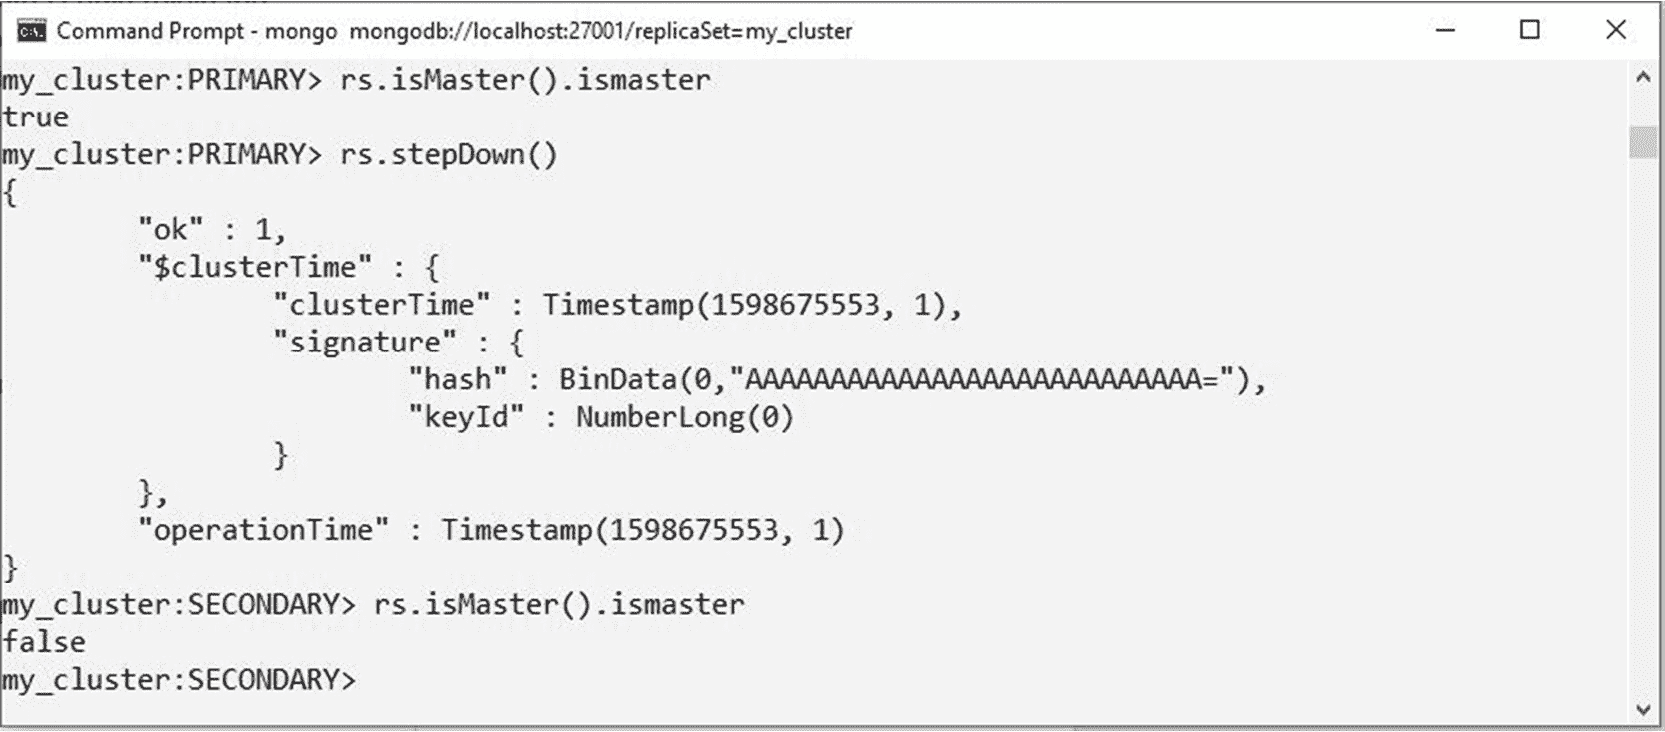 Command Prompt - mongo mongodb://localhost:27001/replicaSet=my_cluster
my_cluster:PRIMARY> rs.isMaster().ismaster
true
my_cluster:PRIMARY> rs.stepDown()
{
"ok" : 1,
"$clusterTime" : {
"clusterTime" : Timestamp(1598675553, 1),
"signature" : {
"hash" : BinData(0,"AAAAAAAAAAAAAAAAAAAAAAAAAAA="),
"keyId" : NumberLong(0)
}
},
"operationTime" : Timestamp(1598675553, 1)
}
my_cluster:SECONDARY> rs.isMaster().ismaster
false
my_cluster:SECONDARY>